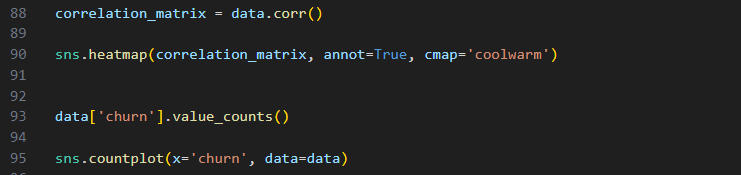 88 correlation_matrix = data.corr()
89
90 sns.heatmap(correlation_matrix, annot=True, cmap='coolwarm')
91
92
93 data['churn'].value_counts()
94
95 sns.countplot(x='churn', data=data)